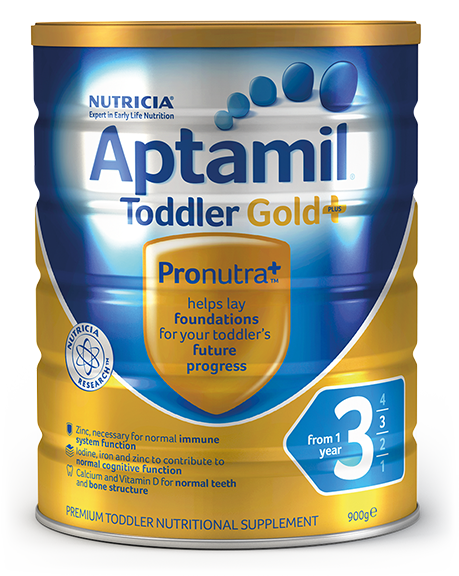 NUTRICIA®
Expert in Early Life Nutrition
Aptamil®
Toddler Gold+
PLUS
Pronutra+™
helps lay
foundations
for your toddler's
future
progress
NUTRICIA
RESEARCH™
Zinc, necessary for normal immune
system function
Iodine, iron and zinc to contribute to
normal cognitive function
Calcium and Vitamin D for normal teeth
and bone structure
from 1
year
3
4
3
2
1
PREMIUM TODDLER NUTRITIONAL SUPPLEMENT
900g℮